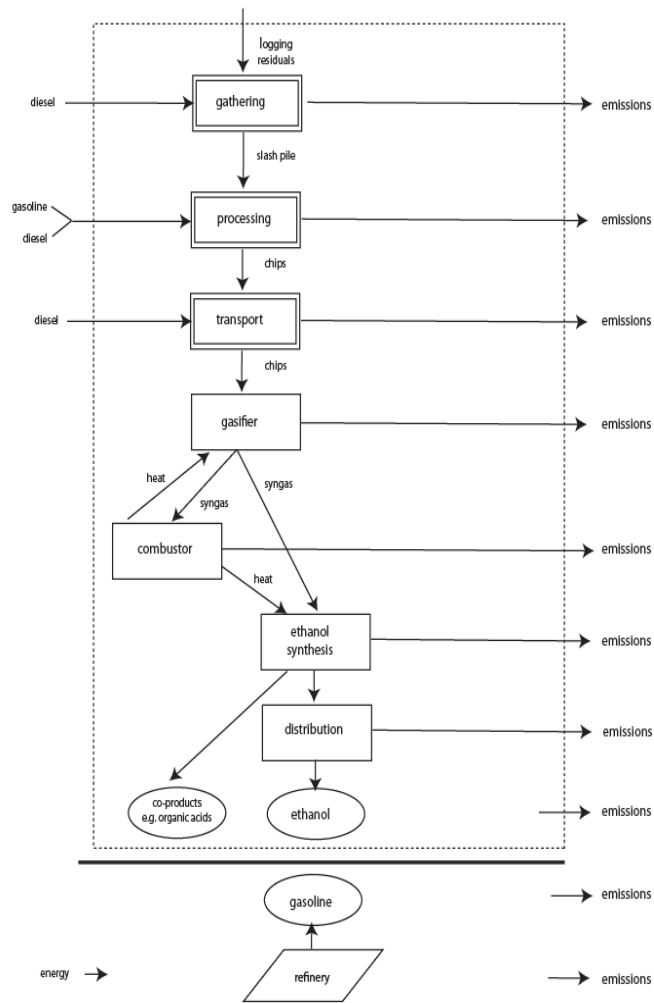 logging
residuals
diesel
gathering
emissions
slash pile
gasoline
diesel
processing
emissions
chips
diesel
transport
emissions
chips
gasifier
emissions
heat
syngas
syngas
combustor
emissions
heat
ethanol
synthesis
emissions
distribution
emissions
co-products
e.g. organic acids
ethanol
emissions
gasoline
emissions
energy
refinery
emissions